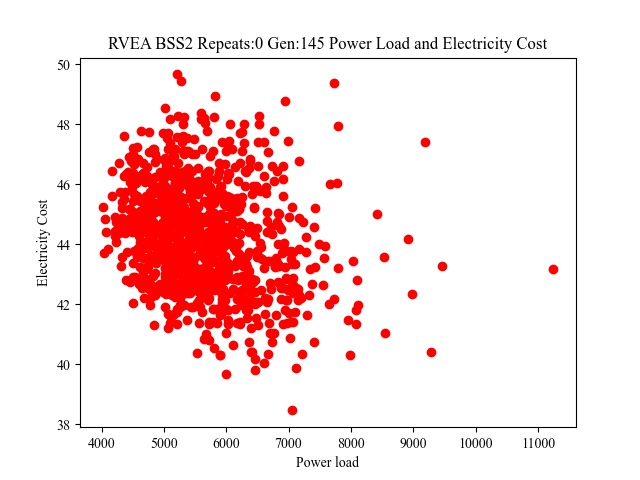 RVEA BSS2 Repeats:0 Gen:145 Power Load and Electricity Cost
50
48
46
44
42
40
38
Electricity Cost
4000 5000 6000 7000 8000 9000 10000 11000
Power load